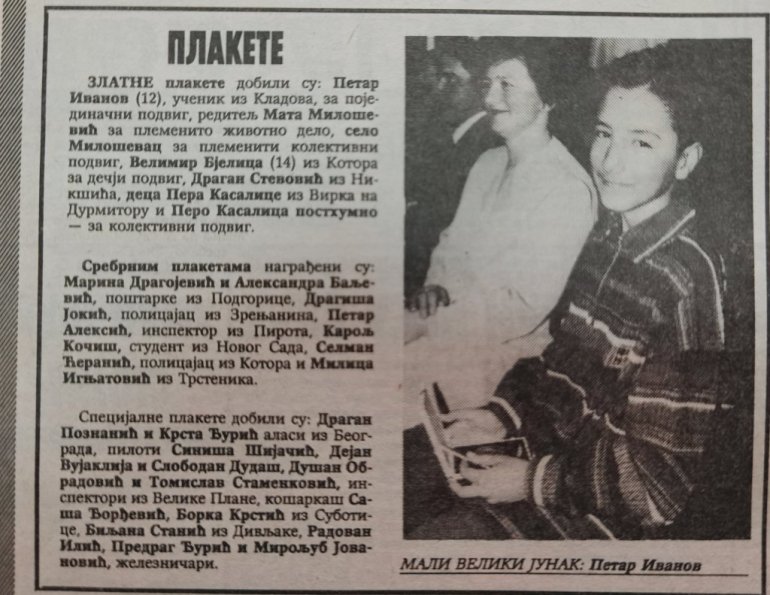 ПЛАКЕТЕ
ЗЛАТНЕ плакете добили су: Петар
Иванов (12), ученик из Кладова, за поје-
диначни подвиг, редитељ Мата Милоше-
вић за племенито животно дело, село
Милошевац за племенити колективни
подвиг, Велимир Бјелица (14) из Котора
за дечји подвиг, Драган Стевовић из Ни-
кшића, деца Пера Касалице из Вирка на
Дурмитору и Перо Касалица постхумно
— за колективни подвиг.
Сребрним плакетама награђени су:
Марина Драгојевић и Александра Баље-
вић, поштарке из Подгорице, Драгиша
Јокић, полицајац из Зрењанина, Петар
Алексић, инспектор из Пирота, Карољ
Кочиш, студент из Новог Сада, Селман
Ћеранић, полицајац из Котора и Милица
Игњатовић из Трстеника.
Специјалне плакете добили су: Драган
Познанић и Крста Ђурић аласи из Беог-
рада, пилоти Синиша Шијачић, Дејан
Вујаклија и Слободан Дудаш, Душан Об-
радовић и Томислав Стаменковић, ин-
спектори из Велике Плане, кошаркаш Са-
ша Ђорђевић, Борка Крстић из Суботи-
це, Биљана Станић из Дивљаке, Радован
Илић, Предраг Ђурић и Мирољуб Јова-
новић, железничари.
МАЛИ ВЕЛИКИ ЈУНАК: Петар Иванов